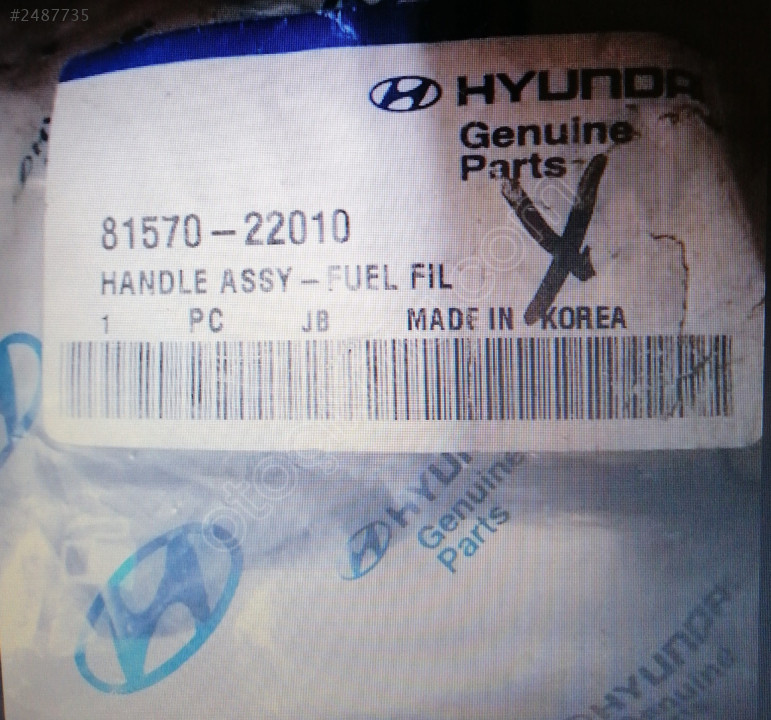 #2487735
HYUNDAI
Genuine
Parts
81570-22010
HANDLE ASSY-FUEL FIL
1 PC JB MADE IN KOREA
HYU
Genuine
Parts
HYUNDAI